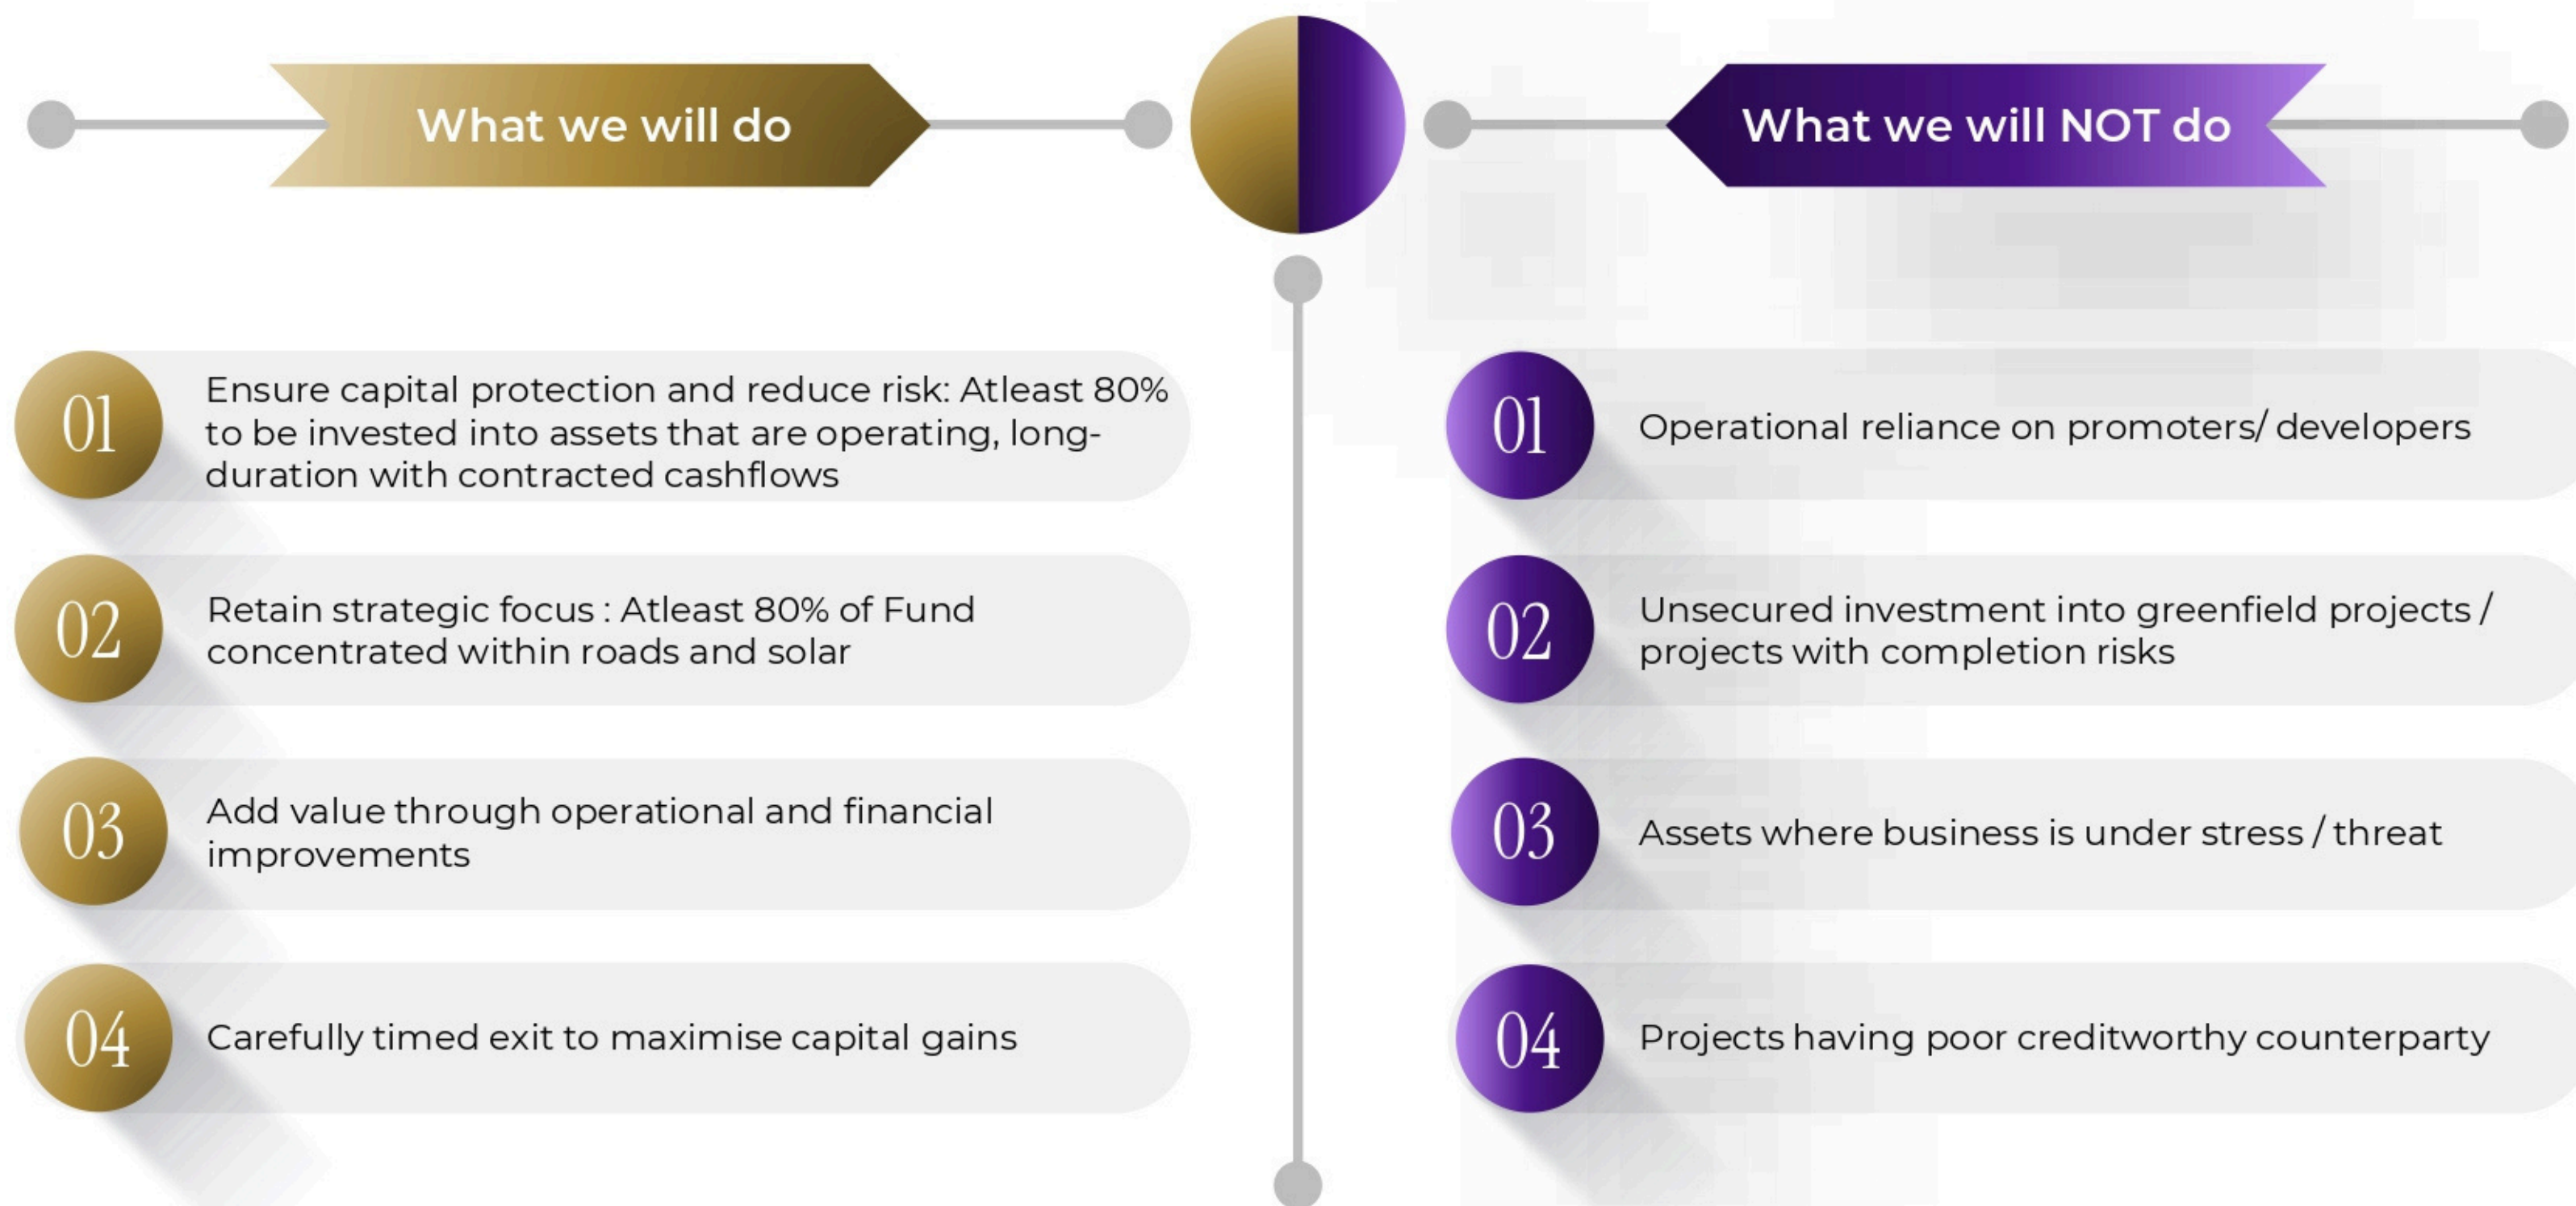 What we will do
What we will NOT do
01
Ensure capital protection and reduce risk: Atleast 80%
to be invested into assets that are operating, long-
duration with contracted cashflows
02
Retain strategic focus : Atleast 80% of Fund
concentrated within roads and solar
03
Add value through operational and financial
improvements
04
Carefully timed exit to maximise capital gains
01
Operational reliance on promoters/ developers
02
Unsecured investment into greenfield projects /
projects with completion risks
03
Assets where business is under stress / threat
04
Projects having poor creditworthy counterparty